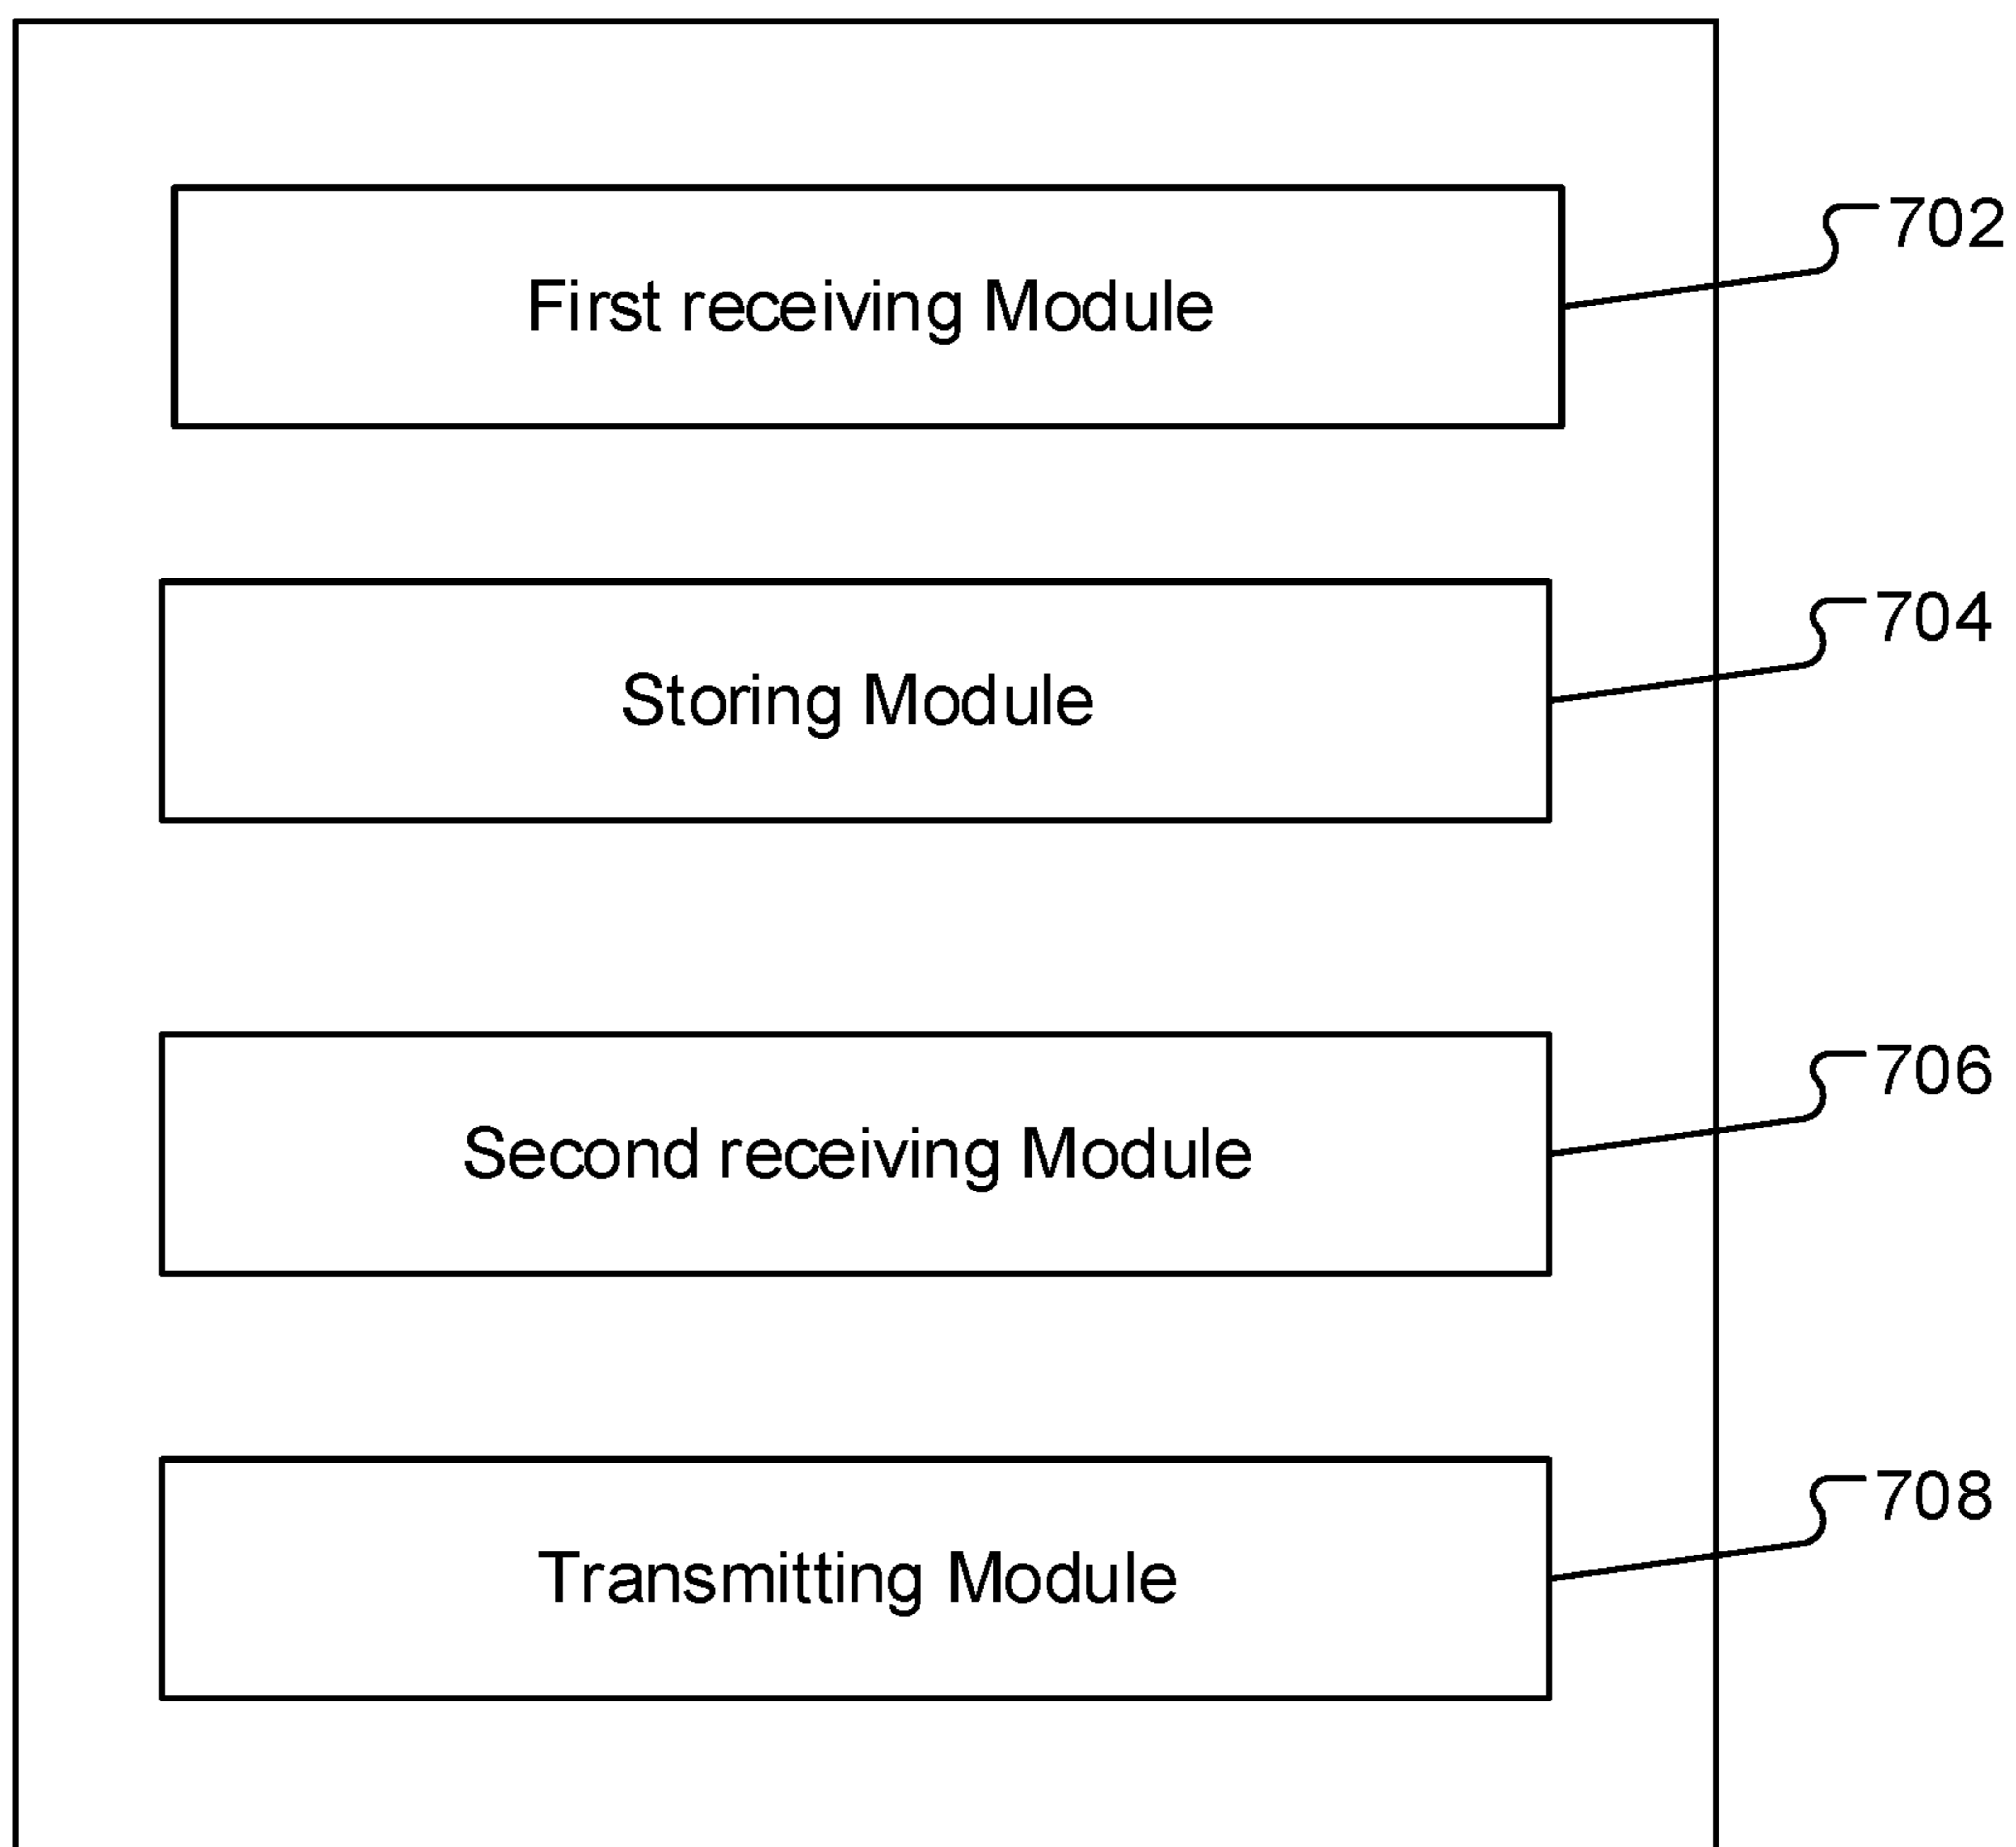 First receiving Module
702
Storing Module
704
Second receiving Module
706
Transmitting Module
708